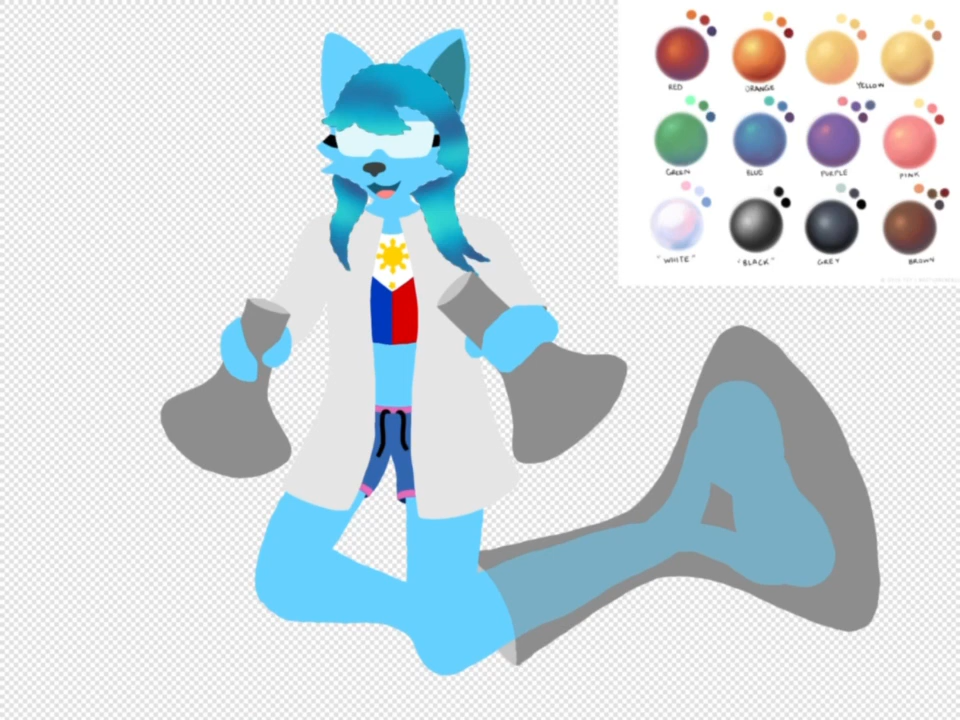 RED ORANGE YELLOW
GREEN BLUE PURPLE PINK
"WHITE" "BLACK" GREY BROWN